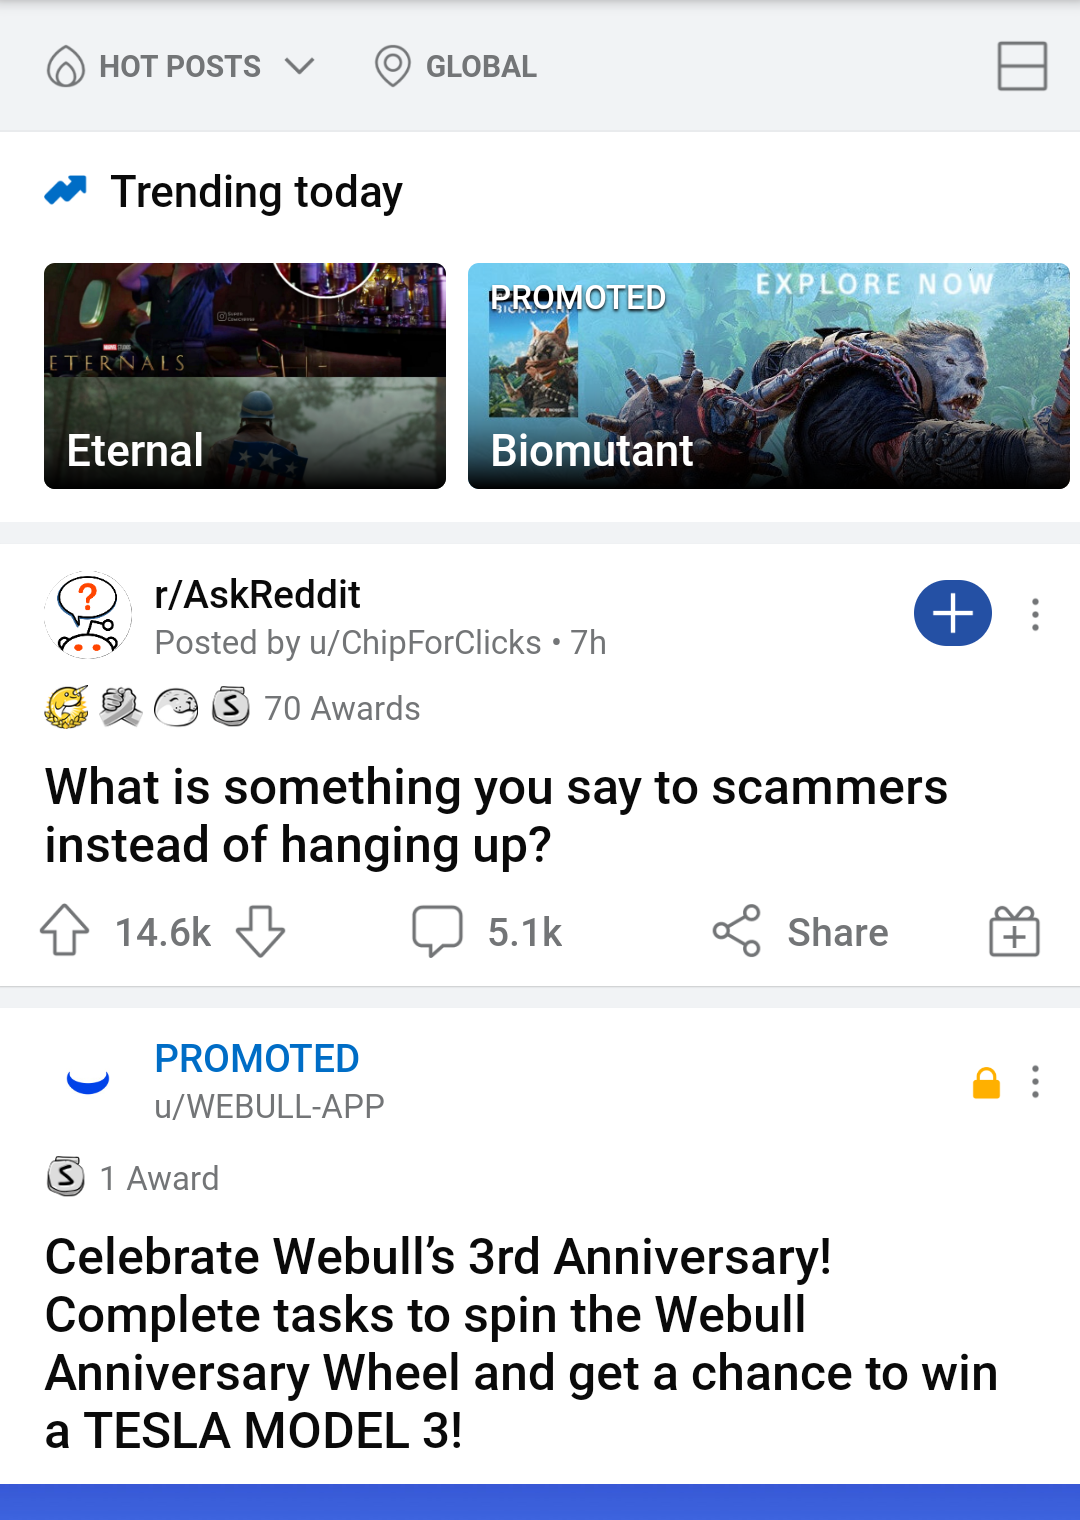 HOT POSTS
GLOBAL
Trending today
MARVEL STUDIOS
ETERNALS
Eternal
PROMOTED
EXPLORE NOW
BIOMUTANT
Biomutant
r/AskReddit
Posted by u/ChipForClicks • 7h
70 Awards
What is something you say to scammers
instead of hanging up?
14.6k
5.1k
Share
PROMOTED
u/WEBULL-APP
1 Award
Celebrate Webull’s 3rd Anniversary!
Complete tasks to spin the Webull
Anniversary Wheel and get a chance to win
a TESLA MODEL 3!